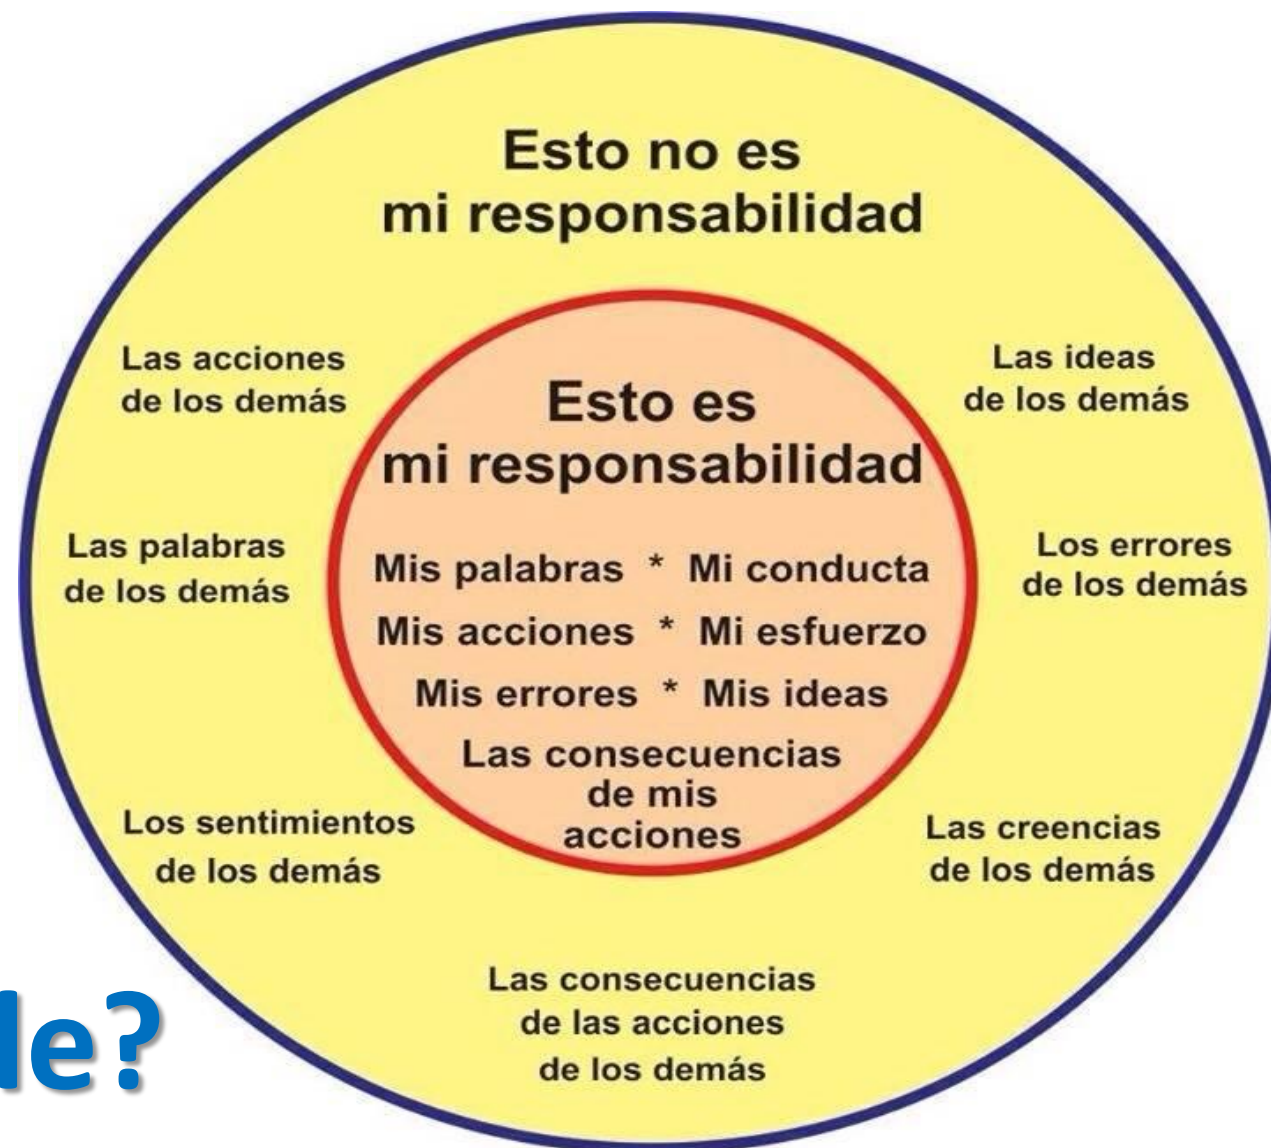 Esto no es
mi responsabilidad
Las acciones
de los demás
Las ideas
de los demás
Esto es
mi responsabilidad
Las palabras
de los demás
Los errores
de los demás
Mis palabras * Mi conducta
Mis acciones * Mi esfuerzo
Mis errores * Mis ideas
Las consecuencias
de mis
acciones
Los sentimientos
de los demás
Las creencias
de los demás
Las consecuencias
de las acciones
de los demás